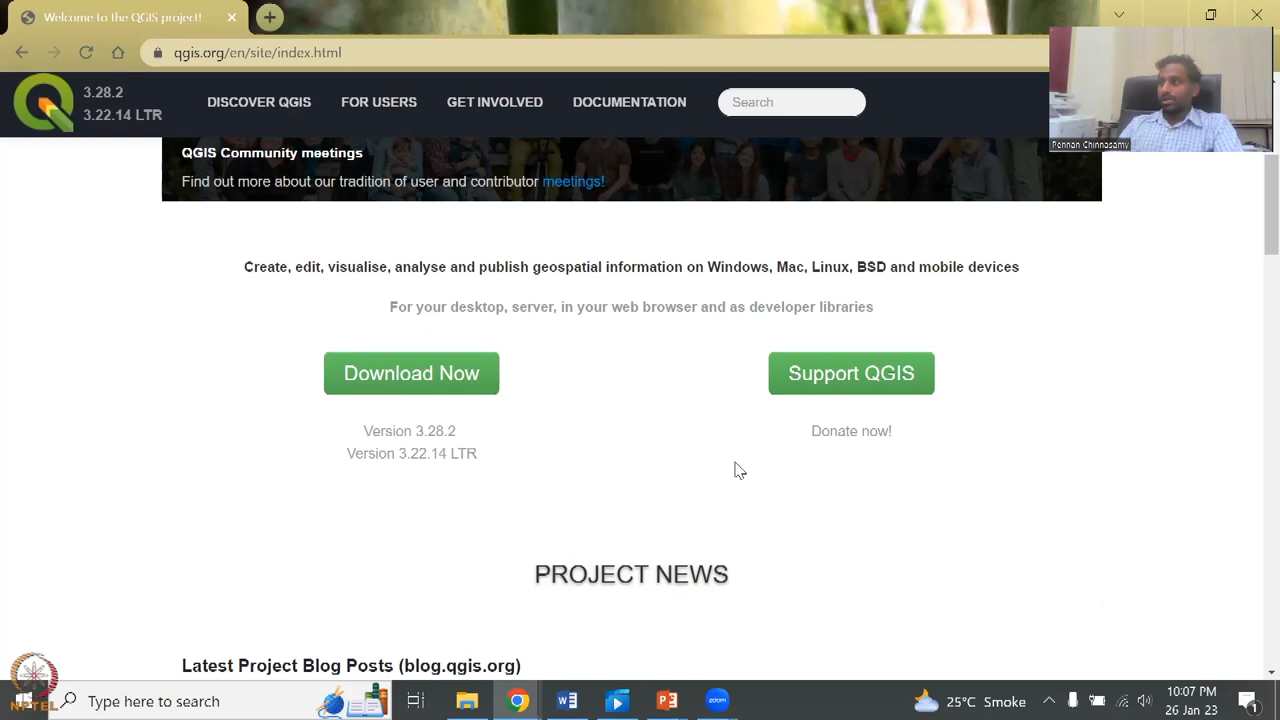 Welcome to the QGIS project!
qgis.org/en/site/index.html
3.28.2
3.22.14 LTR
DISCOVER QGIS
FOR USERS
GET INVOLVED
DOCUMENTATION
Search
Pennan Chinnasamy
QGIS Community meetings
Find out more about our tradition of user and contributor meetings!
Create, edit, visualise, analyse and publish geospatial information on Windows, Mac, Linux, BSD and mobile devices
For your desktop, server, in your web browser and as developer libraries
Download Now
Support QGIS
Version 3.28.2
Donate now!
Version 3.22.14 LTR
PROJECT NEWS
Latest Project Blog Posts (blog.qgis.org)
NPTEL
Type here to search
zoom
25°C Smoke
10:07 PM
26 Jan 23
1